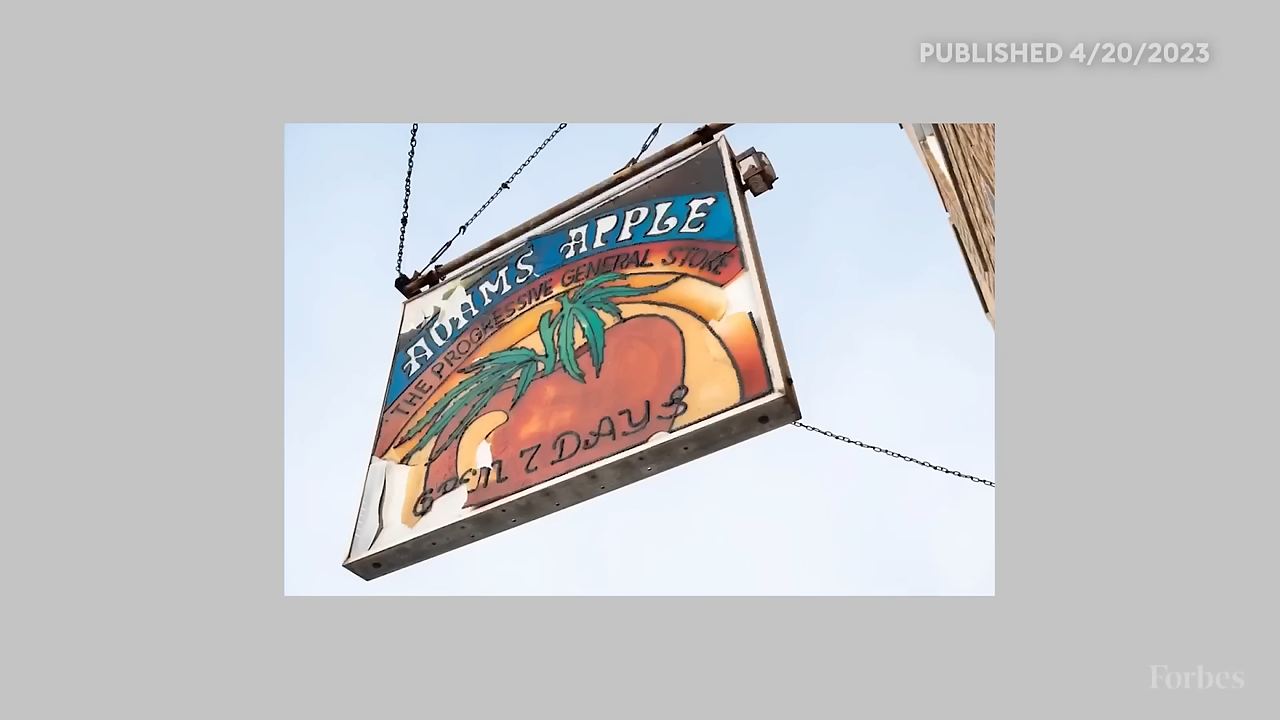 PUBLISHED 4/20/2023
ADAMS APPLE
THE PROGRESSIVE GENERAL STORE
OPEN 7 DAYS
Forbes